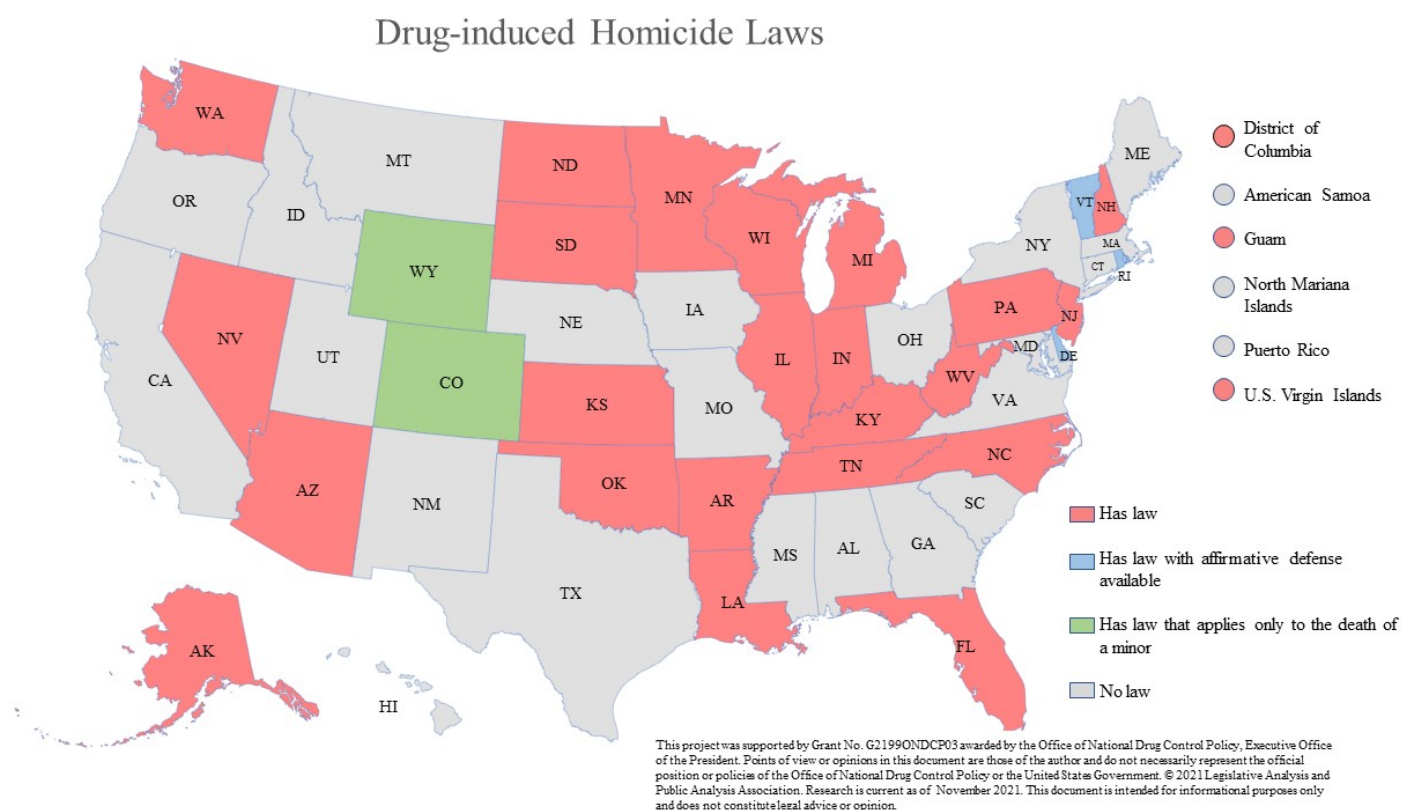 Drug-induced Homicide Laws
WA
MT
ND
MN
ME
OR
ID
SD
WI
MI
VT
NH
NY
MA
CT
RI
WY
NE
IA
PA
NJ
NV
UT
CO
IL
IN
OH
MD
DE
WV
VA
CA
KS
MO
KY
AZ
NM
OK
AR
TN
NC
SC
MS
AL
GA
TX
LA
FL
AK
HI
District of
Columbia
American Samoa
Guam
North Mariana
Islands
Puerto Rico
U.S. Virgin Islands
Has law
Has law with affirmative defense
available
Has law that applies only to the death of
a minor
No law
This project was supported by Grant No. G2199ONDCP03 awarded by the Office of National Drug Control Policy, Executive Office
of the President. Points of view or opinions in this document are those of the author and do not necessarily represent the official
position or policies of the Office of National Drug Control Policy or the United States Government. © 2021 Legislative Analysis and
Public Analysis Association. Research is current as of November 2021. This document is intended for informational purposes only
and does not constitute legal advice or opinion.